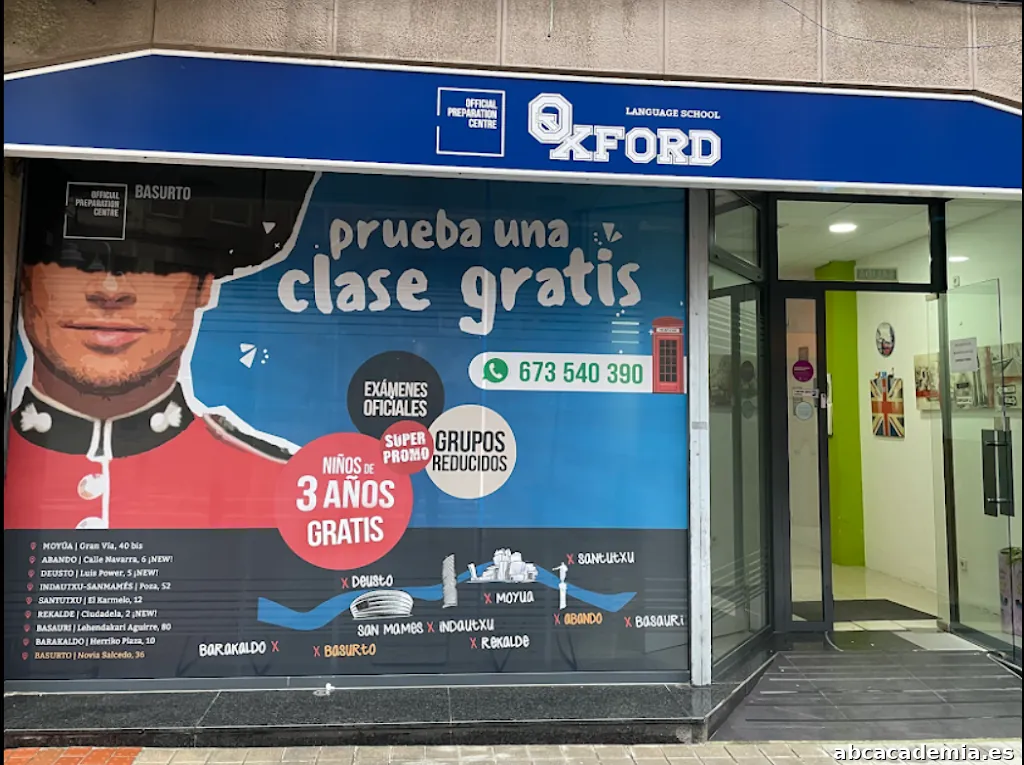 OFFICIAL
PREPARATION
CENTRE
LANGUAGE SCHOOL
OXFORD
OFFICIAL
PREPARATION
CENTRE
BASURTO
prueba una
clase gratis
673 540 390
EXÁMENES
OFICIALES
SUPER
PROMO
GRUPOS
REDUCIDOS
NIÑOS DE
3 AÑOS
GRATIS
MOYÚA | Gran Vía, 40 bis
ABANDO | Calle Navarra, 6 ¡NEW!
DEUSTO | Luis Power, 5 ¡NEW!
INDAUTXU-SANMAMÉS | Poza, 52
SANTUTXU | El Karmelo, 12
REKALDE | Ciudadela, 2 ¡NEW!
BASAURI | Lehendakari Aguirre, 80
BARAKALDO | Herriko Plaza, 10
BASURTO | Novia Salcedo, 36
X SANTUTXU
X DEUSTO
X MOYUA
X ABANDO
X BASAURI
SAN MAMES X INDAUTXU
X REKALDE
BARAKALDO X
X BASURTO
abcacademia.es